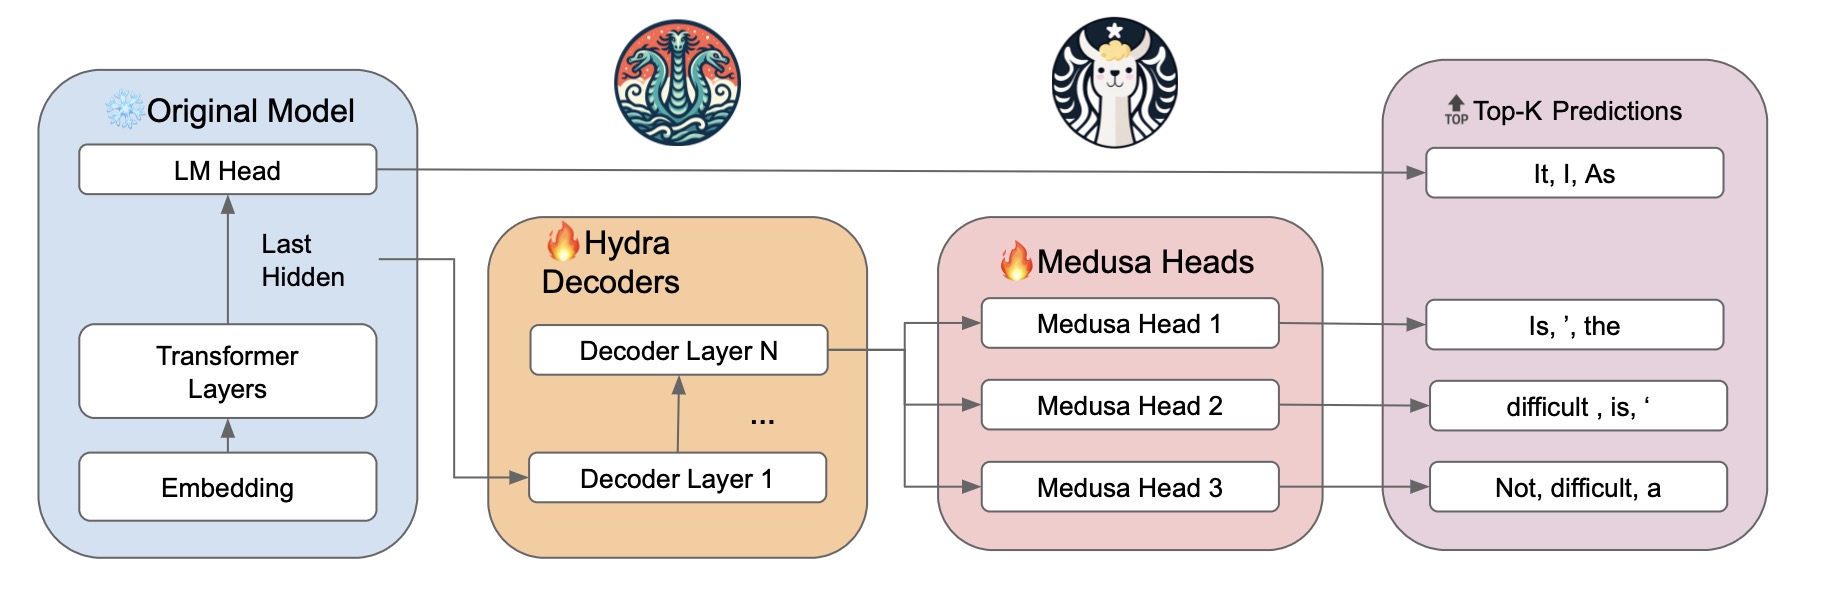 Original Model
LM Head
Last
Hidden
Transformer
Layers
Embedding
Hydra
Decoders
Decoder Layer N
...
Decoder Layer 1
Medusa Heads
Medusa Head 1
Medusa Head 2
Medusa Head 3
TOP Top-K Predictions
It, I, As
Is, ’, the
difficult , is, ‘
Not, difficult, a